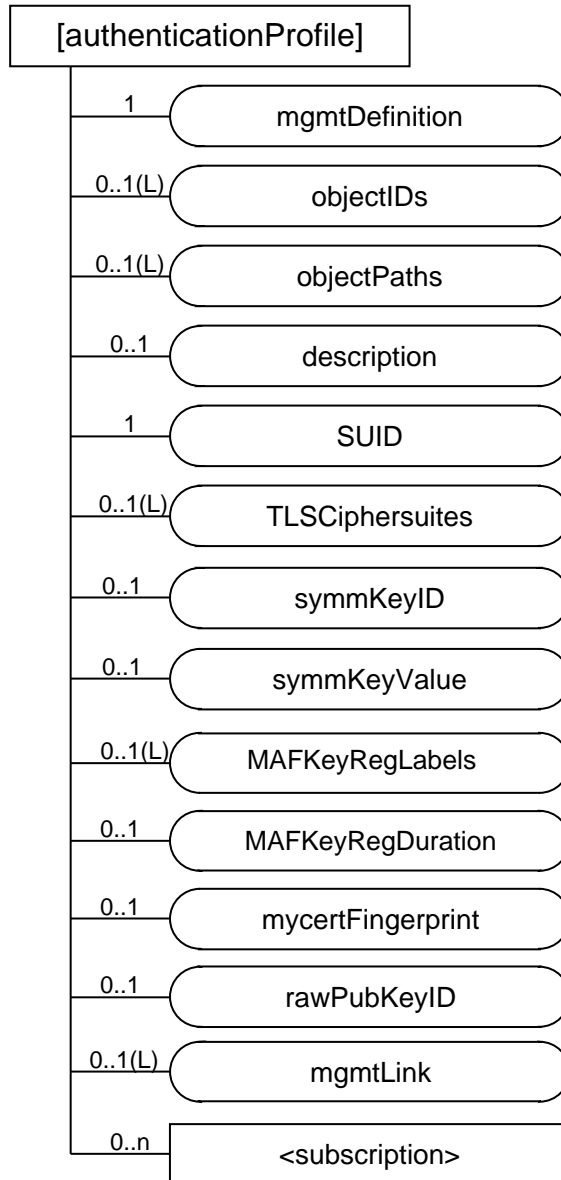 [authenticationProfile]
1
mgmtDefinition
0..1(L)
objectIDs
0..1(L)
objectPaths
0..1
description
1
SUID
0..1(L)
TLSCiphersuites
0..1
symmKeyID
0..1
symmKeyValue
0..1(L)
MAFKeyRegLabels
0..1
MAFKeyRegDuration
0..1
mycertFingerprint
0..1
rawPubKeyID
0..1(L)
mgmtLink
0..n
<subscription>